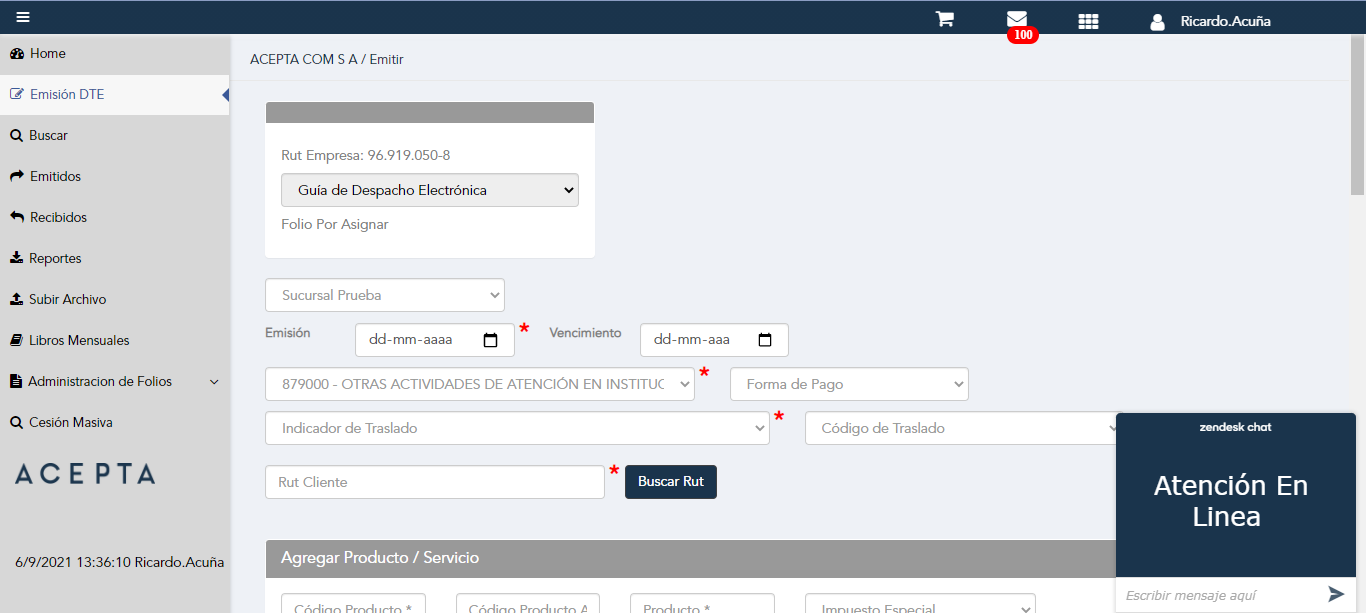 Ricardo.Acuña
100
Home
Emisión DTE
Buscar
Emitidos
Recibidos
Reportes
Subir Archivo
Libros Mensuales
Administracion de Folios
Cesión Masiva
ACEPTA
6/9/2021 13:36:10 Ricardo.Acuña
ACEPTA COM S A / Emitir
Rut Empresa: 96.919.050-8
Guía de Despacho Electrónica
Folio Por Asignar
Sucursal Prueba
Emisión dd-mm-aaaa * Vencimiento dd-mm-aaa
879000 - OTRAS ACTIVIDADES DE ATENCIÓN EN INSTITUC * Forma de Pago
Indicador de Traslado * Código de Traslado
Rut Cliente * Buscar Rut
Agregar Producto / Servicio
Código Producto * Código Producto A Producto * Impuesto Especial
zendesk chat
Atención En
Linea
Escribir mensaje aquí